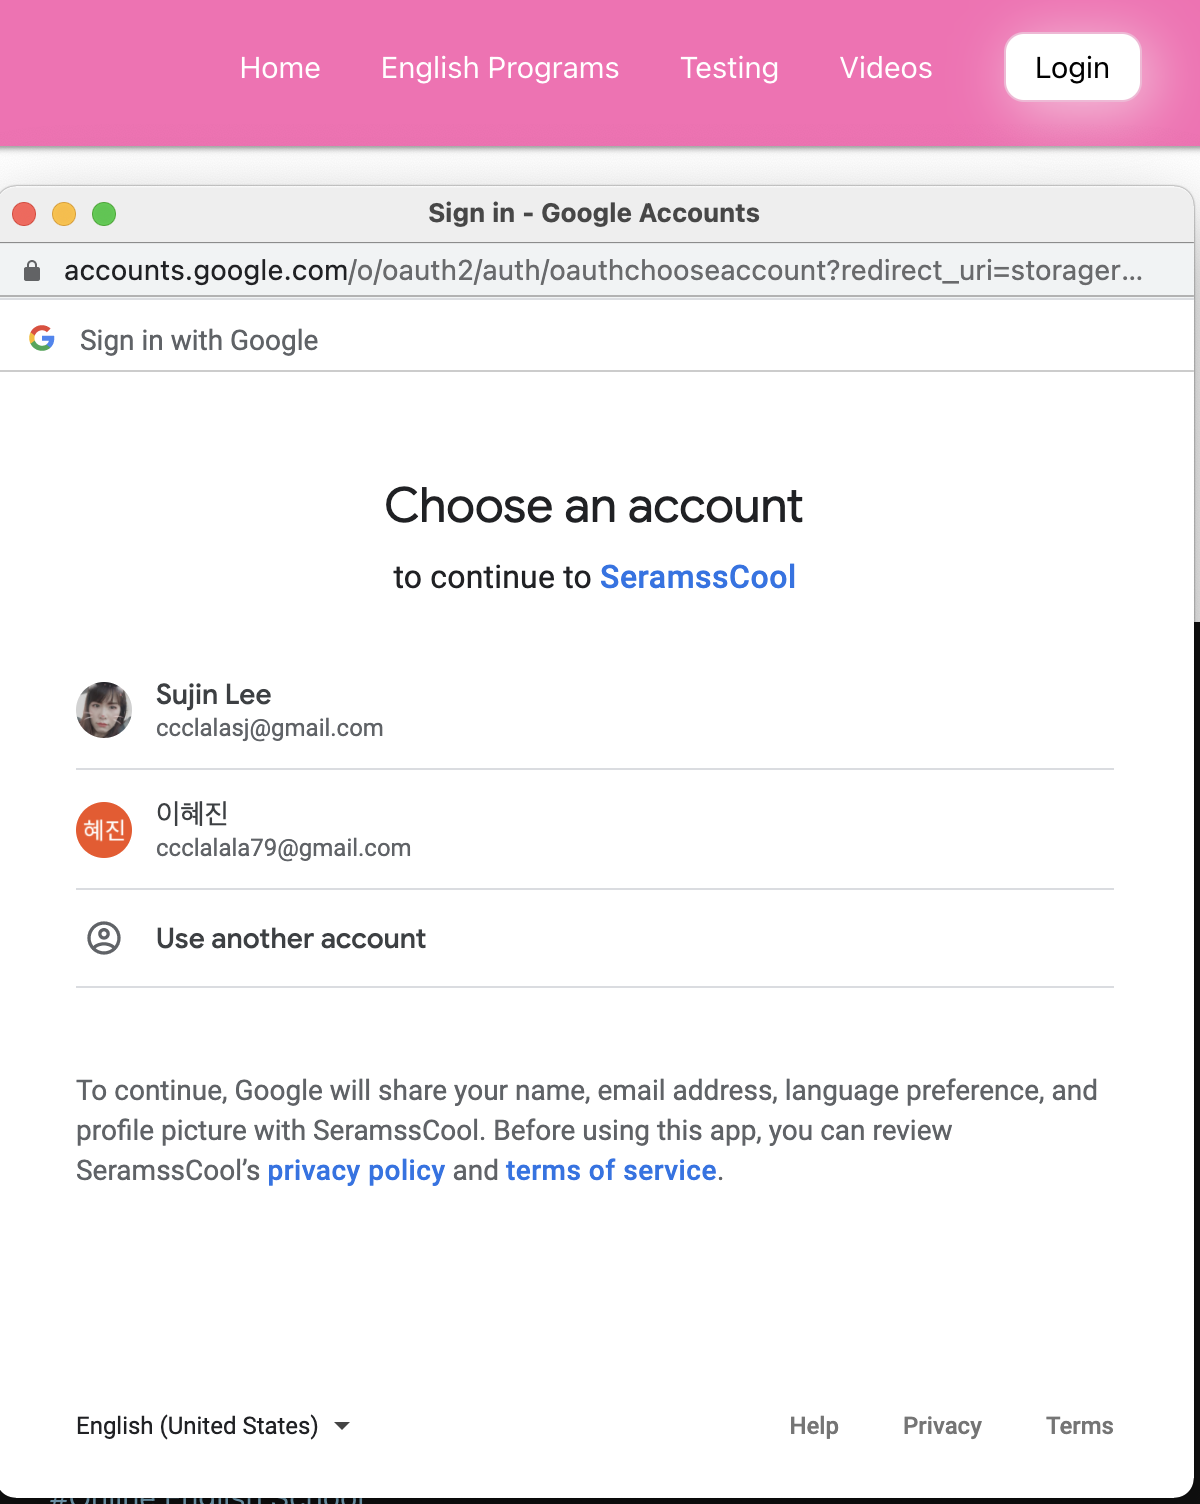 Home English Programs Testing Videos Login
Sign in - Google Accounts
accounts.google.com/o/oauth2/auth/oauthchooseaccount?redirect_uri=storager...
Sign in with Google
Choose an account
to continue to SeramssCool
Sujin Lee
ccclalasj@gmail.com
혜진
이혜진
ccclalala79@gmail.com
Use another account
To continue, Google will share your name, email address, language preference, and
profile picture with SeramssCool. Before using this app, you can review
SeramssCool’s privacy policy and terms of service.
English (United States) Help Privacy Terms
#Online English School